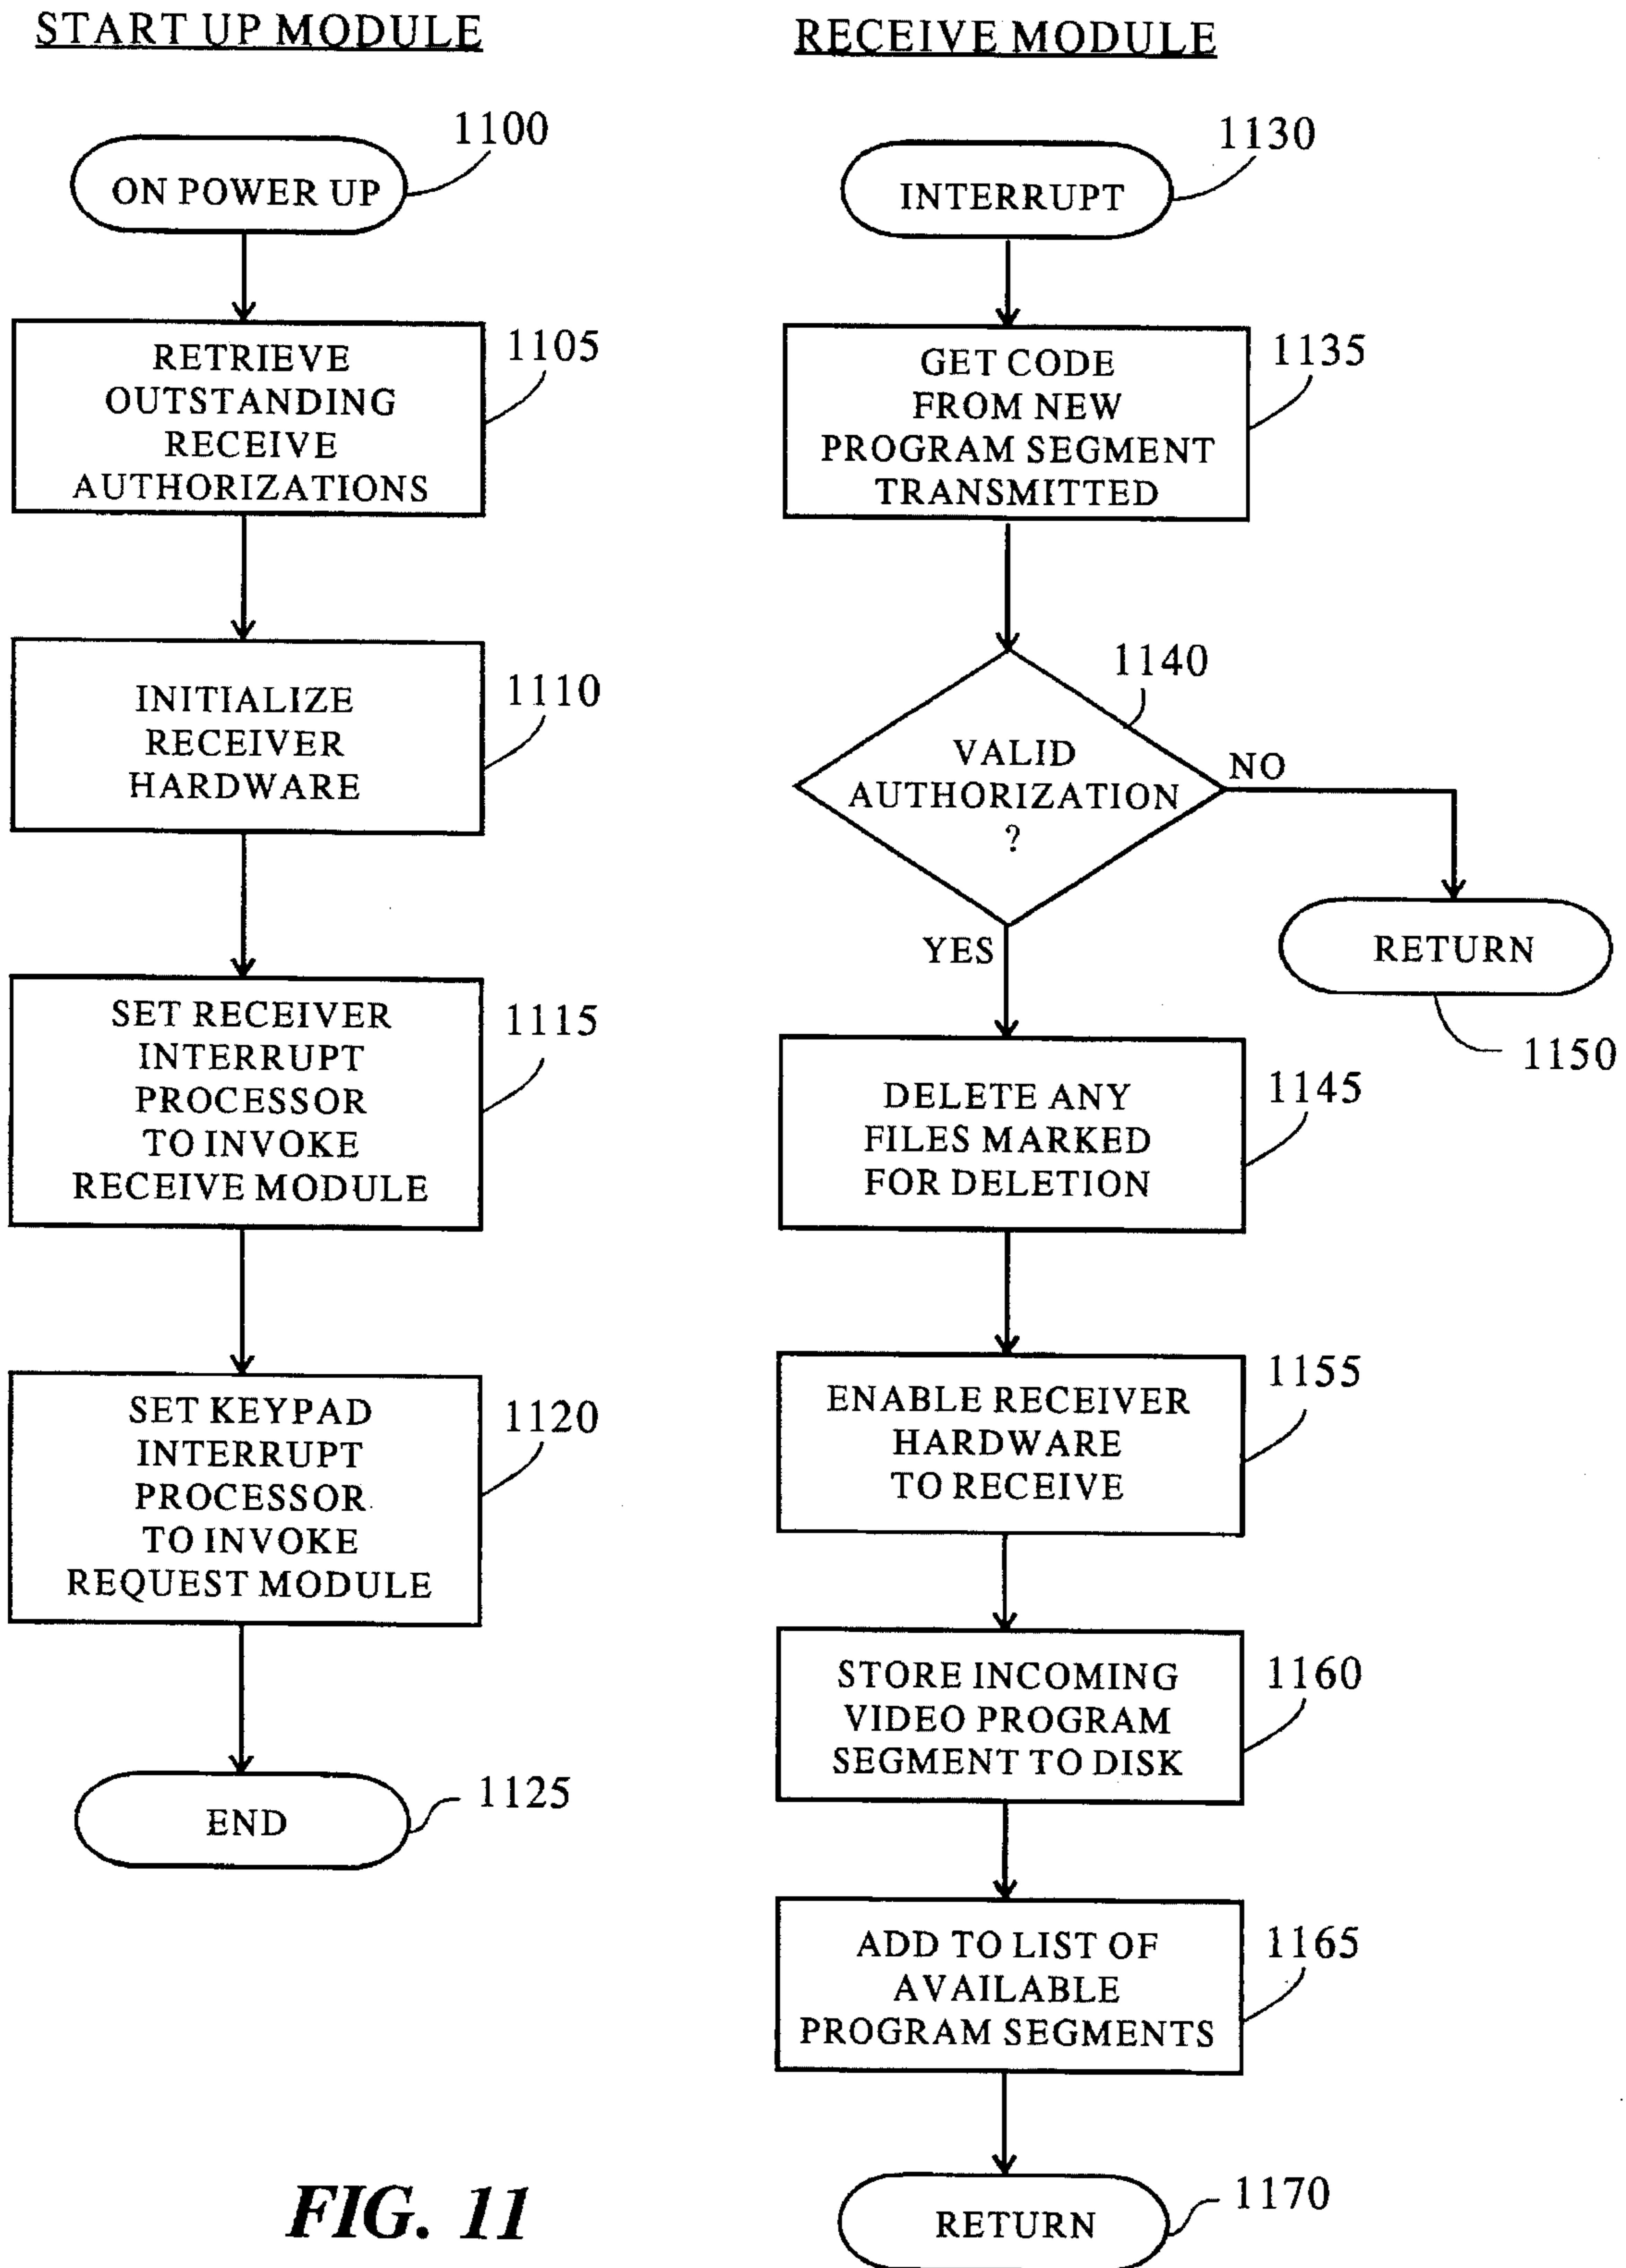 START UP MODULE
1100
ON POWER UP
RETRIEVE
OUTSTANDING
RECEIVE
AUTHORIZATIONS
1105
INITIALIZE
RECEIVER
HARDWARE
1110
SET RECEIVER
INTERRUPT
PROCESSOR
TO INVOKE
RECEIVE MODULE
1115
SET KEYPAD
INTERRUPT
PROCESSOR
TO INVOKE
REQUEST MODULE
1120
END
1125
RECEIVE MODULE
1130
INTERRUPT
GET CODE
FROM NEW
PROGRAM SEGMENT
TRANSMITTED
1135
1140
VALID
AUTHORIZATION
?
NO
RETURN
1150
YES
DELETE ANY
FILES MARKED
FOR DELETION
1145
ENABLE RECEIVER
HARDWARE
TO RECEIVE
1155
STORE INCOMING
VIDEO PROGRAM
SEGMENT TO DISK
1160
ADD TO LIST OF
AVAILABLE
PROGRAM SEGMENTS
1165
RETURN
1170
FIG. 11